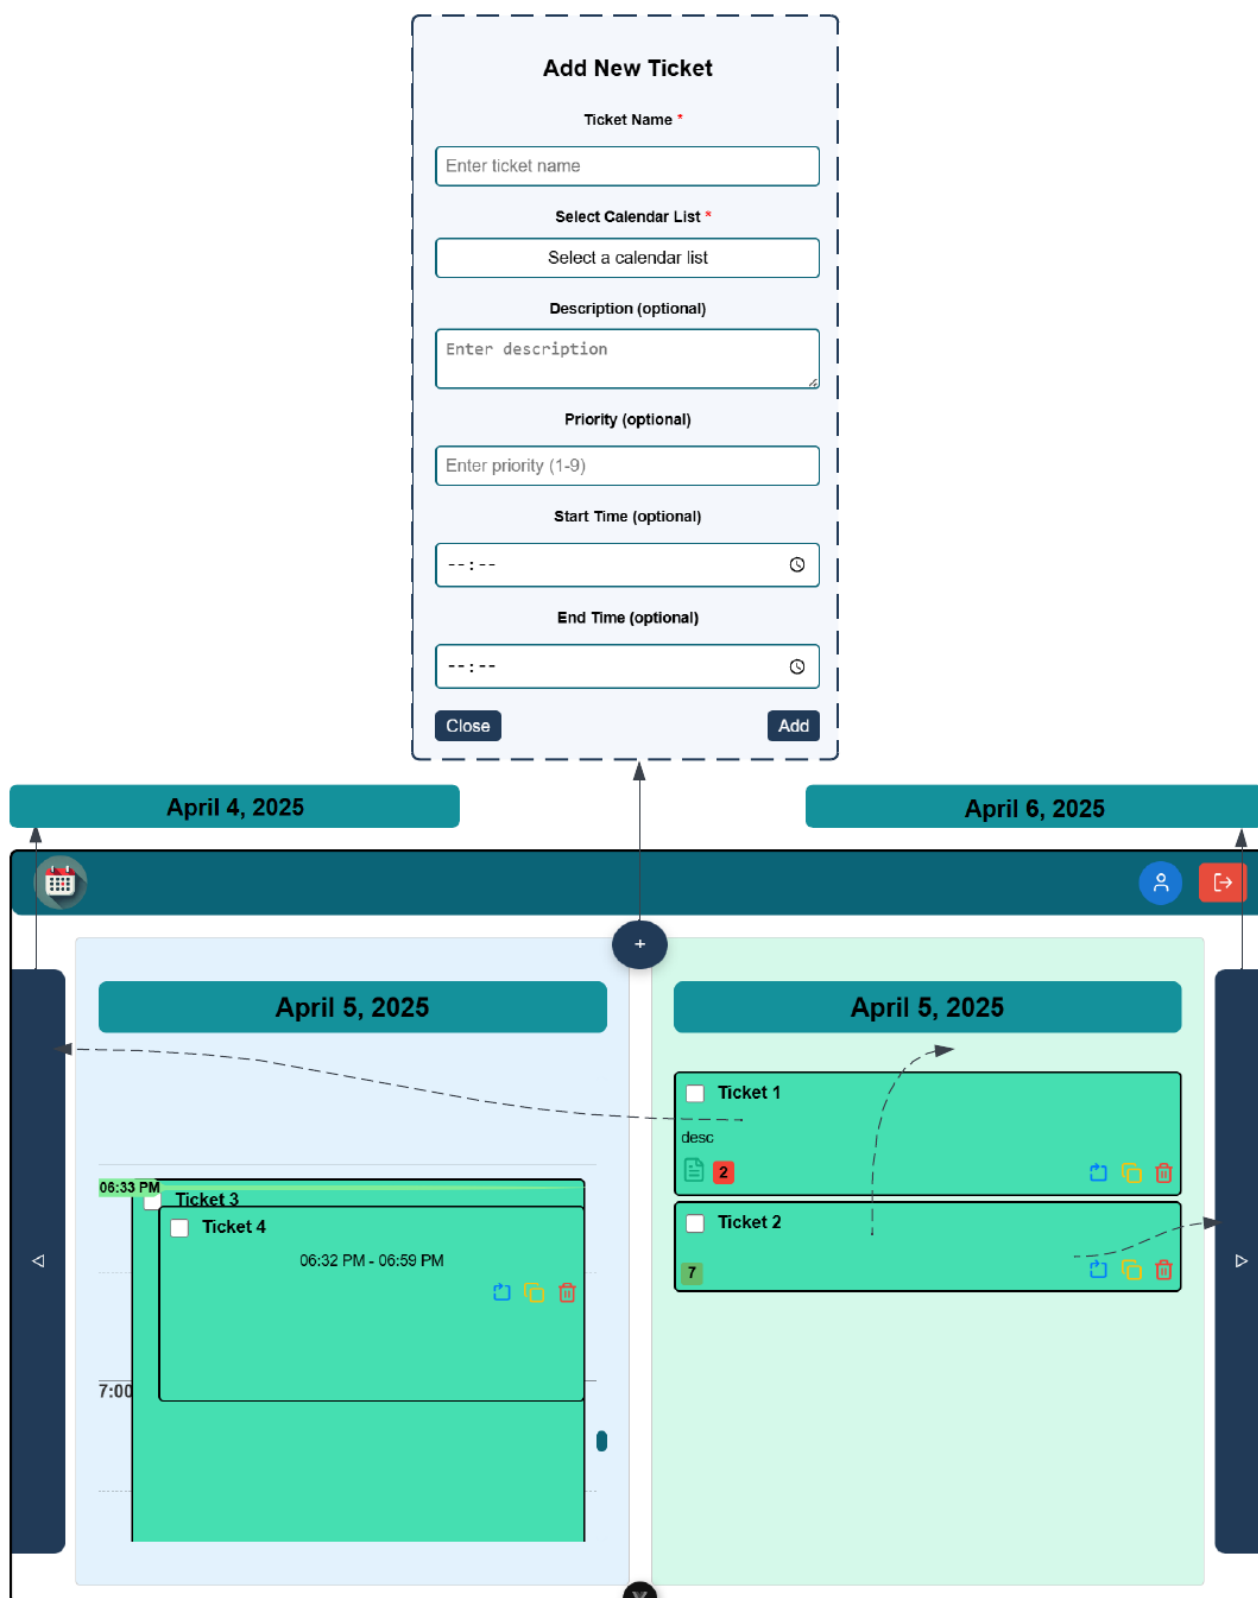 Add New Ticket
Ticket Name *
Enter ticket name
Select Calendar List *
Select a calendar list
Description (optional)
Enter description
Priority (optional)
Enter priority (1-9)
Start Time (optional)
--:--
End Time (optional)
--:--
Close
Add
April 4, 2025
April 6, 2025
+
April 5, 2025
06:33 PM
Ticket 3
Ticket 4
06:32 PM - 06:59 PM
7:00
April 5, 2025
Ticket 1
desc
2
Ticket 2
7